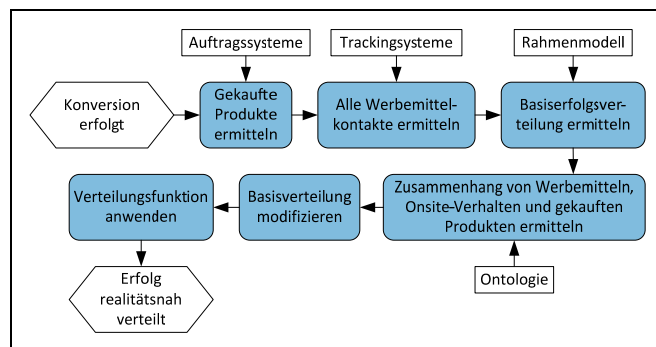 Auftragssysteme
Trackingsysteme
Rahmenmodell
Konversion
erfolgt
Gekaufte
Produkte
ermitteln
Alle Werbemittel-
kontakte ermitteln
Basiserfolgsver-
teilung ermitteln
Zusammenhang von Werbemitteln,
Onsite-Verhalten und gekauften
Produkten ermitteln
Basisverteilung
modifizieren
Verteilungsfunktion
anwenden
Ontologie
Erfolg
realitätsnah
verteilt